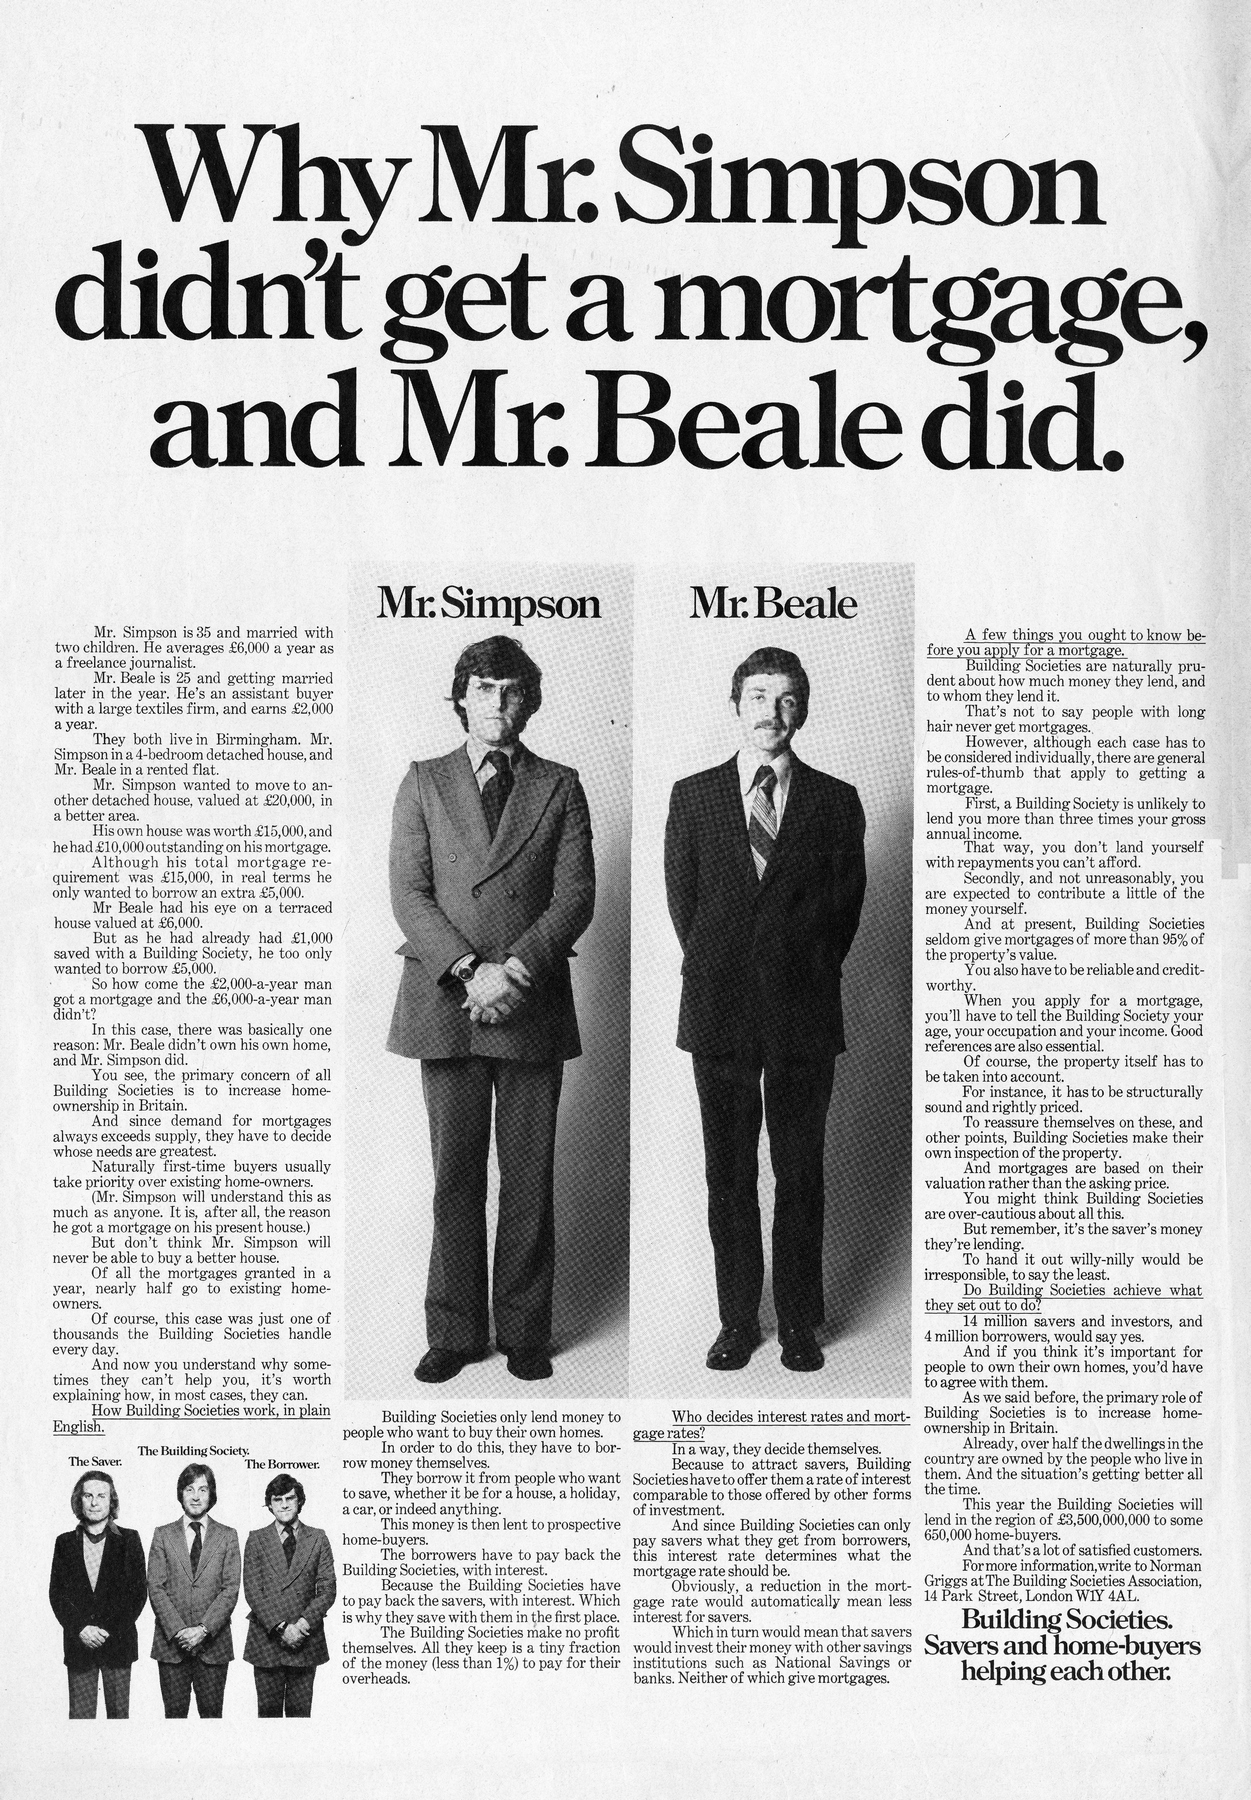 Why Mr. Simpson
didn't get a mortgage,
and Mr. Beale did.
Mr. Simpson is 35 and married with
two children. He averages £6,000 a year as
a freelance journalist.
Mr. Beale is 25 and getting married
later in the year. He's an assistant buyer
with a large textiles firm, and earns £2,000
a year.
They both live in Birmingham. Mr.
Simpson in a 4-bedroom detached house, and
Mr. Beale in a rented flat.
Mr. Simpson wanted to move to an-
other detached house, valued at £20,000, in
a better area.
His own house was worth £15,000, and
he had £10,000 outstanding on his mortgage.
Although his total mortgage re-
quirement was £15,000, in real terms he
only wanted to borrow an extra £5,000.
Mr Beale had his eye on a terraced
house valued at £6,000.
But as he had already had £1,000
saved with a Building Society, he too only
wanted to borrow £5,000.
So how come the £2,000-a-year man
got a mortgage and the £6,000-a-year man
didn't?
In this case, there was basically one
reason: Mr. Beale didn't own his own home,
and Mr. Simpson did.
You see, the primary concern of all
Building Societies is to increase home-
ownership in Britain.
And since demand for mortgages
always exceeds supply, they have to decide
whose needs are greatest.
Naturally first-time buyers usually
take priority over existing home-owners.
(Mr. Simpson will understand this as
much as anyone. It is, after all, the reason
he got a mortgage on his present house.)
But don't think Mr. Simpson will
never be able to buy a better house.
Of all the mortgages granted in a
year, nearly half go to existing home-
owners.
Of course, this case was just one of
thousands the Building Societies handle
every day.
And now you understand why some-
times they can't help you, it's worth
explaining how, in most cases, they can.
How Building Societies work, in plain
English.
The Saver.
The Building Society.
The Borrower.
Mr. Simpson
Mr. Beale
Building Societies only lend money to
people who want to buy their own homes.
In order to do this, they have to bor-
row money themselves.
They borrow it from people who want
to save, whether it be for a house, a holiday,
a car, or indeed anything.
This money is then lent to prospective
home-buyers.
The borrowers have to pay back the
Building Societies, with interest.
Because the Building Societies have
to pay back the savers, with interest. Which
is why they save with them in the first place.
The Building Societies make no profit
themselves. All they keep is a tiny fraction
of the money (less than 1%) to pay for their
overheads.
Who decides interest rates and mort-
gage rates?
In a way, they decide themselves.
Because to attract savers, Building
Societies have to offer them a rate of interest
comparable to those offered by other forms
of investment.
And since Building Societies can only
pay savers what they get from borrowers,
this interest rate determines what the
mortgage rate should be.
Obviously, a reduction in the mort-
gage rate would automatically mean less
interest for savers.
Which in turn would mean that savers
would invest their money with other savings
institutions such as National Savings or
banks. Neither of which give mortgages.
A few things you ought to know be-
fore you apply for a mortgage.
Building Societies are naturally pru-
dent about how much money they lend, and
to whom they lend it.
That's not to say people with long
hair never get mortgages.
However, although each case has to
be considered individually, there are general
rules-of-thumb that apply to getting a
mortgage.
First, a Building Society is unlikely to
lend you more than three times your gross
annual income.
That way, you don't land yourself
with repayments you can't afford.
Secondly, and not unreasonably, you
are expected to contribute a little of the
money yourself.
And at present, Building Societies
seldom give mortgages of more than 95% of
the property's value.
You also have to be reliable and credit-
worthy.
When you apply for a mortgage,
you'll have to tell the Building Society your
age, your occupation and your income. Good
references are also essential.
Of course, the property itself has to
be taken into account.
For instance, it has to be structurally
sound and rightly priced.
To reassure themselves on these, and
other points, Building Societies make their
own inspection of the property.
And mortgages are based on their
valuation rather than the asking price.
You might think Building Societies
are over-cautious about all this.
But remember, it's the saver's money
they're lending.
To hand it out willy-nilly would be
irresponsible, to say the least.
Do Building Societies achieve what
they set out to do?
14 million savers and investors, and
4 million borrowers, would say yes.
And if you think it's important for
people to own their own homes, you'd have
to agree with them.
As we said before, the primary role of
Building Societies is to increase home-
ownership in Britain.
Already, over half the dwellings in the
country are owned by the people who live in
them. And the situation's getting better all
the time.
This year the Building Societies will
lend in the region of £3,500,000,000 to some
650,000 home-buyers.
And that's a lot of satisfied customers.
For more information, write to Norman
Griggs at The Building Societies Association,
14 Park Street, London W1Y 4AL.
Building Societies.
Savers and home-buyers
helping each other.